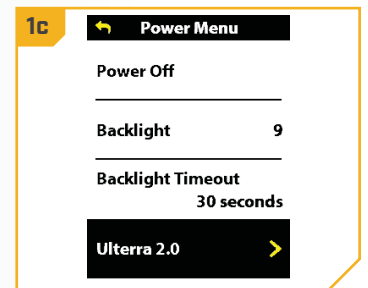 1c
Power Menu
Power Off
Backlight 9
Backlight Timeout
30 seconds
Ulterra 2.0